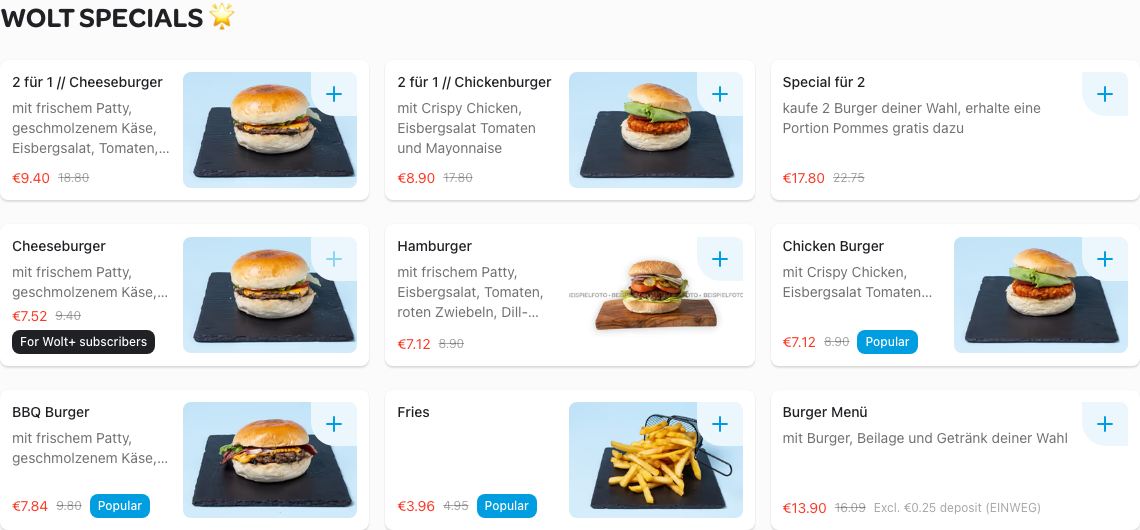 WOLT SPECIALS 🌟
2 für 1 // Cheeseburger
mit frischem Patty,
geschmolzenem Käse,
Eisbergsalat, Tomaten,...
€9.40 18.80
2 für 1 // Chickenburger
mit Crispy Chicken,
Eisbergsalat Tomaten
und Mayonnaise
€8.90 17.80
Special für 2
kaufe 2 Burger deiner Wahl, erhalte eine
Portion Pommes gratis dazu
€17.80 22.75
Cheeseburger
mit frischem Patty,
geschmolzenem Käse,...
€7.52 9.40
For Wolt+ subscribers
Hamburger
mit frischem Patty,
Eisbergsalat, Tomaten,
roten Zwiebeln, Dill-...
€7.12 8.90
BEISPIELFOTO • BEISPIELFOTO
Chicken Burger
mit Crispy Chicken,
Eisbergsalat Tomaten...
€7.12 8.90 Popular
BBQ Burger
mit frischem Patty,
geschmolzenem Käse,...
€7.84 9.80 Popular
Fries
€3.96 4.95 Popular
Burger Menü
mit Burger, Beilage und Getränk deiner Wahl
€13.90 16.09 Excl. €0.25 deposit (EINWEG)